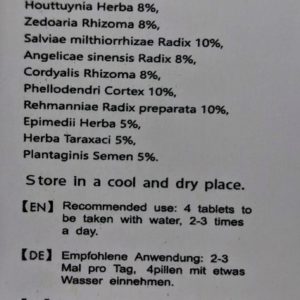 Houttuynia Herba 8%,
Zedoaria Rhizoma 8%,
Salviae milthiorrhizae Radix 10%,
Angelicae sinensis Radix 8%,
Cordyalis Rhizoma 8%,
Phellodendri Cortex 10%,
Rehmanniae Radix preparata 10%,
Epimedii Herba 5%,
Herba Taraxaci 5%,
Plantaginis Semen 5%.
Store in a cool and dry place.
【EN】 Recommended use: 4 tablets to
be taken with water, 2-3 times
a day.
【DE】 Empfohlene Anwendung: 2-3
Mal pro Tag, 4pillen mit etwas
Wasser einnehmen.